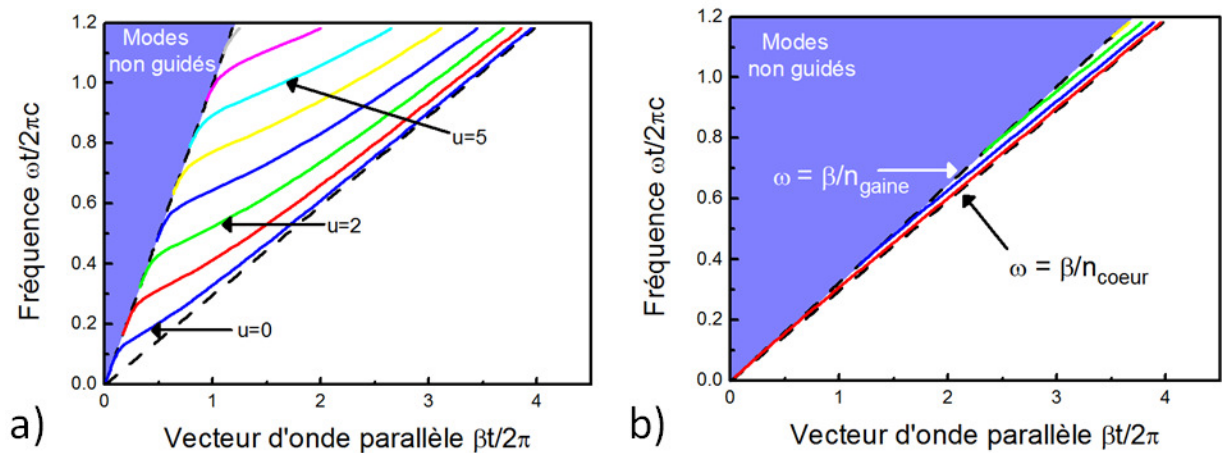 Modes
non guidés
u=5
u=2
u=0
Fréquence ωt/2πc
1.2
1.0
0.8
0.6
0.4
0.2
0.0
0 1 2 3 4
Vecteur d'onde parallèle βt/2π
a)
Modes
non guidés
ω = β/n_gaine
ω = β/n_coeur
Fréquence ωt/2πc
1.2
1.0
0.8
0.6
0.4
0.2
0.0
0 1 2 3 4
Vecteur d'onde parallèle βt/2π
b)